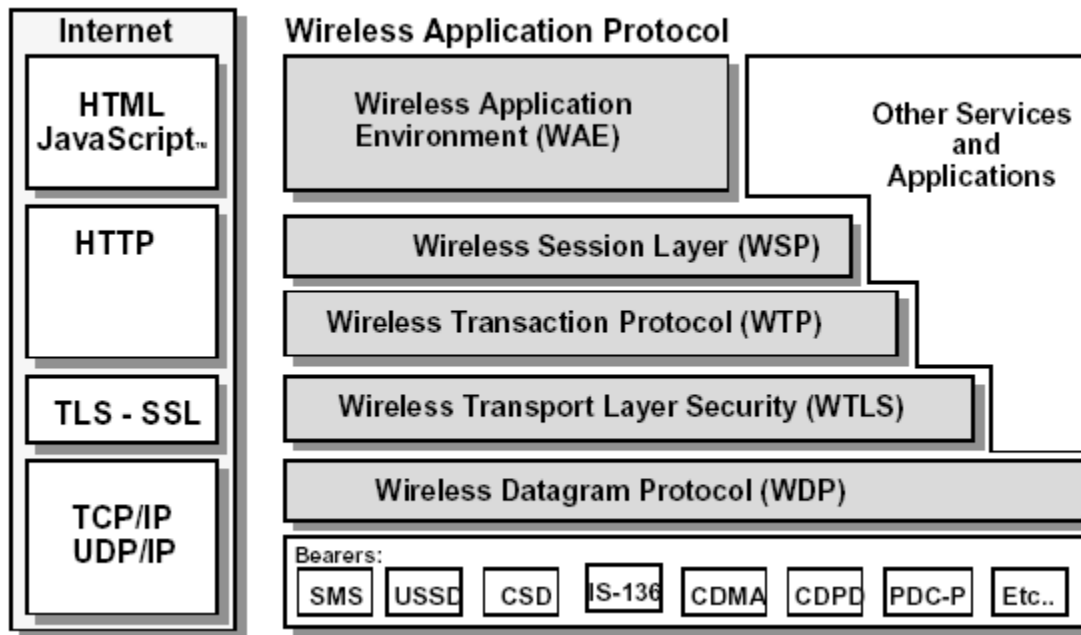 Internet
HTML
JavaScript™
HTTP
TLS - SSL
TCP/IP
UDP/IP
Wireless Application Protocol
Wireless Application
Environment (WAE)
Other Services
and
Applications
Wireless Session Layer (WSP)
Wireless Transaction Protocol (WTP)
Wireless Transport Layer Security (WTLS)
Wireless Datagram Protocol (WDP)
Bearers:
SMS USSD CSD IS-136 CDMA CDPD PDC-P Etc..